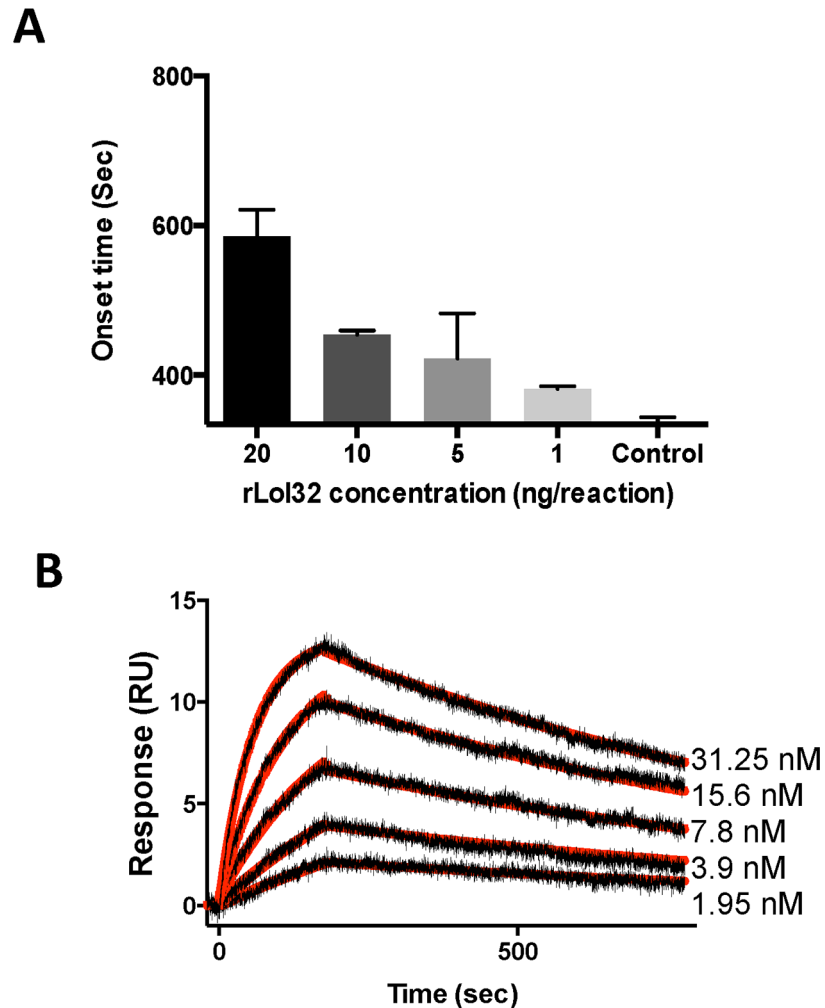 A
800
600
400
Onset time (Sec)
20 10 5 1 Control
rLol32 concentration (ng/reaction)
B
15
10
5
0
Response (RU)
31.25 nM
15.6 nM
7.8 nM
3.9 nM
1.95 nM
0 500
Time (sec)